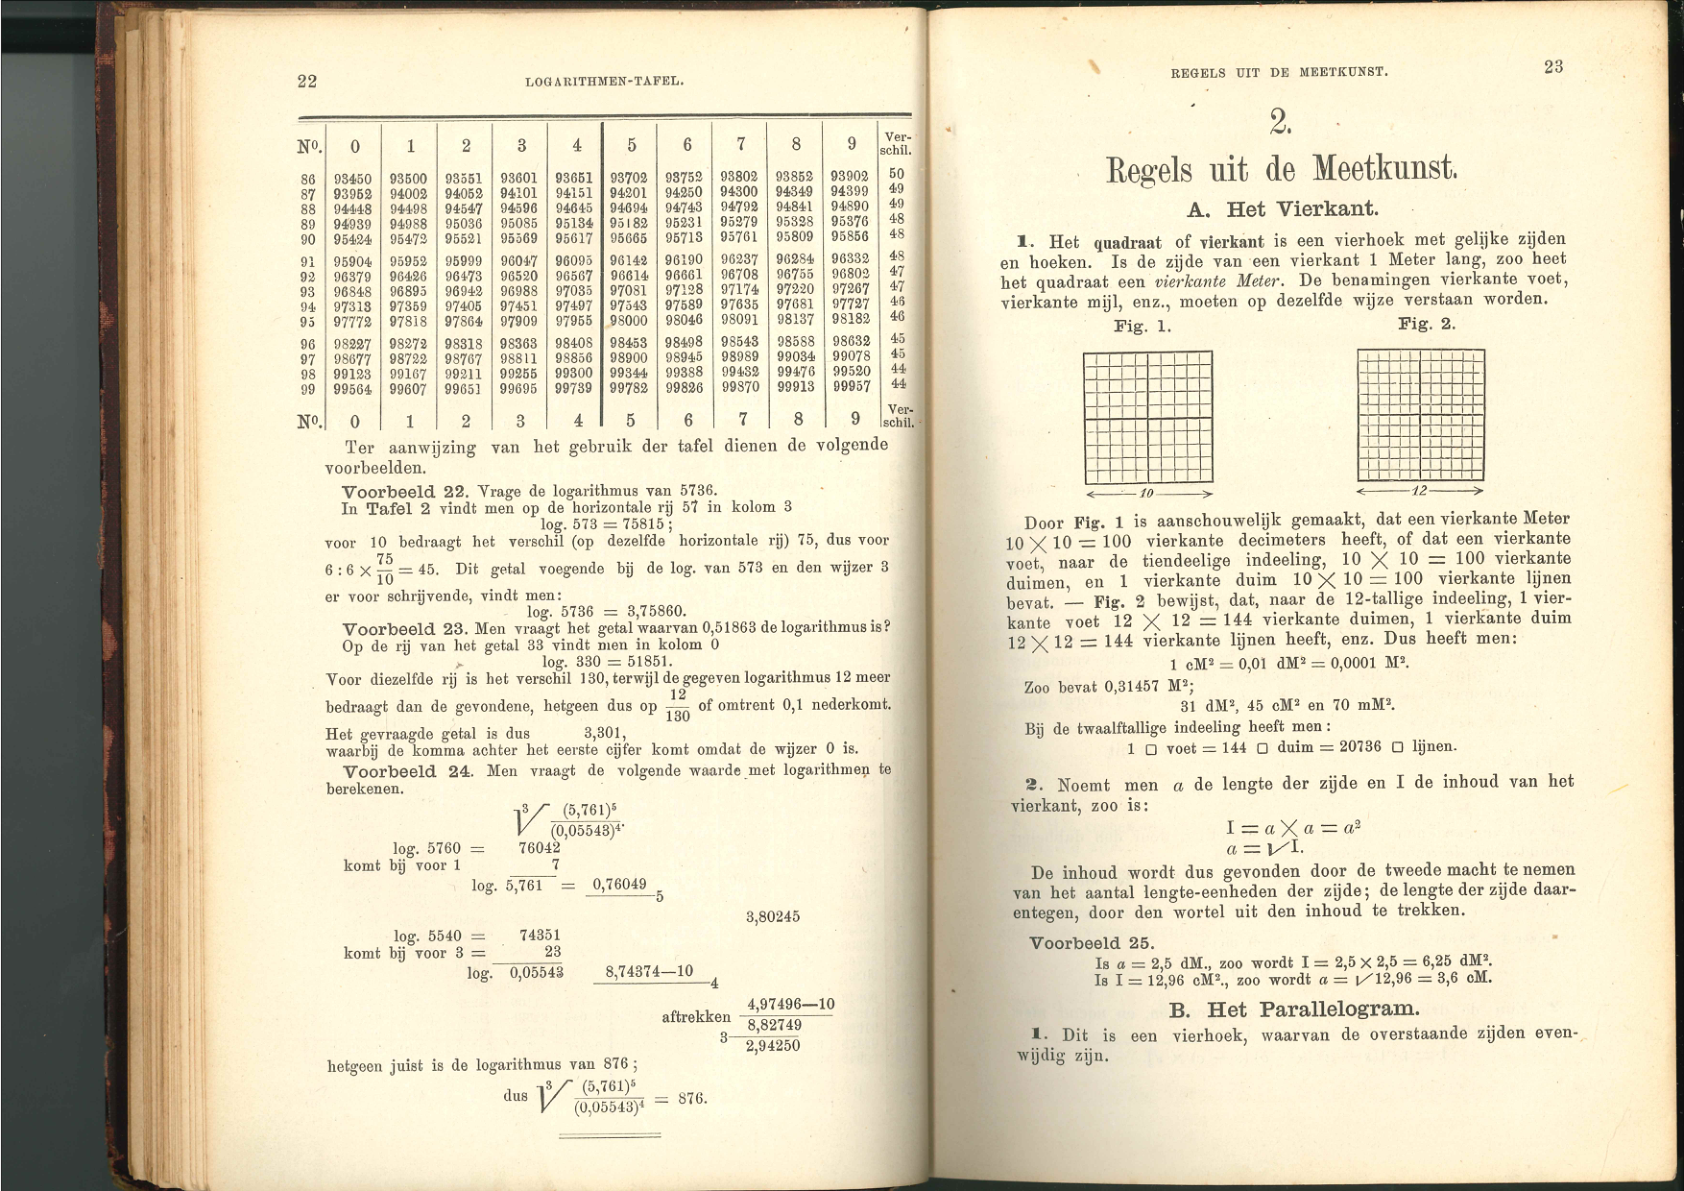 22
LOGARITHMEN-TAFEL.
Nº. 0 1 2 3 4 5 6 7 8 9 Ver-schil.
86 93450 93500 93551 93601 93651 93702 93752 93802 93852 93902 50
87 93952 94002 94052 94101 94151 94201 94250 94300 94349 94399 49
88 94448 94498 94547 94596 94645 94694 94743 94792 94841 94890 49
89 94939 94988 95036 95085 95134 95182 95231 95279 95328 95376 48
90 95424 95472 95521 95569 95617 95665 95713 95761 95809 95856 48
91 95904 95952 95999 96047 96095 96142 96190 96237 96284 96332 48
92 96379 96426 96473 96520 96567 96614 96661 96708 96755 96802 47
93 96848 96895 96942 96988 97035 97081 97128 97174 97220 97267 47
94 97313 97359 97405 97451 97497 97543 97589 97635 97681 97727 46
95 97772 97818 97864 97909 97955 98000 98046 98091 98137 98182 46
96 98227 98272 98318 98363 98408 98453 98498 98543 98588 98632 45
97 98677 98722 98767 98811 98856 98900 98945 98989 99034 99078 45
98 99123 99167 99211 99255 99300 99344 99388 99432 99476 99520 44
99 99564 99607 99651 99695 99739 99782 99826 99870 99913 99957 44
Nº. 0 1 2 3 4 5 6 7 8 9 Ver-schil.
Ter aanwijzing van het gebruik der tafel dienen de volgende
voorbeelden.
Voorbeeld 22. Vrage de logarithmus van 5736.
In Tafel 2 vindt men op de horizontale rij 57 in kolom 3
log. 573 = 75815;
voor 10 bedraagt het verschil (op dezelfde horizontale rij) 75, dus voor
6 : 6 × 75/10 = 45. Dit getal voegende bij de log. van 573 en den wijzer 3
er voor schrijvende, vindt men:
log. 5736 = 3,75860.
Voorbeeld 23. Men vraagt het getal waarvan 0,51863 de logarithmus is?
Op de rij van het getal 33 vindt men in kolom 0
log. 330 = 51851.
Voor diezelfde rij is het verschil 130, terwijl de gegeven logarithmus 12 meer
bedraagt dan de gevondene, hetgeen dus op 12/130 of omtrent 0,1 nederkomt.
Het gevraagde getal is dus 3,301,
waarbij de komma achter het eerste cijfer komt omdat de wijzer 0 is.
Voorbeeld 24. Men vraagt de volgende waarde met logarithmen te
berekenen.
3√ (5,761)⁵/(0,05543)⁴.
log. 5760 = 76042
komt bij voor 1 7
log. 5,761 = 0,76049
5
3,80245
log. 5540 = 74351
komt bij voor 3 = 23
log. 0,05543 8,74374—10
4
4,97496—10
aftrekken 8,82749
3 2,94250
hetgeen juist is de logarithmus van 876;
dus 3√ (5,761)⁵/(0,05543)⁴ = 876.
REGELS UIT DE MEETKUNST.
23
2.
Regels uit de Meetkunst.
A. Het Vierkant.
1. Het quadraat of vierkant is een vierhoek met gelijke zijden
en hoeken. Is de zijde van een vierkant 1 Meter lang, zoo heet
het quadraat een vierkante Meter. De benamingen vierkante voet,
vierkante mijl, enz., moeten op dezelfde wijze verstaan worden.
Fig. 1. Fig. 2.
10 12
Door Fig. 1 is aanschouwelijk gemaakt, dat een vierkante Meter
10 × 10 = 100 vierkante decimeters heeft, of dat een vierkante
voet, naar de tiendeelige indeeling, 10 × 10 = 100 vierkante
duimen, en 1 vierkante duim 10 × 10 = 100 vierkante lijnen
bevat. — Fig. 2 bewijst, dat, naar de 12-tallige indeeling, 1 vier-
kante voet 12 × 12 = 144 vierkante duimen, 1 vierkante duim
12 × 12 = 144 vierkante lijnen heeft, enz. Dus heeft men:
1 cM² = 0,01 dM² = 0,0001 M².
Zoo bevat 0,31457 M²;
31 dM², 45 cM² en 70 mM².
Bij de twaalftallige indeeling heeft men:
1 □ voet = 144 □ duim = 20736 □ lijnen.
2. Noemt men a de lengte der zijde en I de inhoud van het
vierkant, zoo is:
I = a × a = a²
a = √I.
De inhoud wordt dus gevonden door de tweede macht te nemen
van het aantal lengte-eenheden der zijde; de lengte der zijde daar-
entegen, door den wortel uit den inhoud te trekken.
Voorbeeld 25.
Is a = 2,5 dM., zoo wordt I = 2,5 × 2,5 = 6,25 dM².
Is I = 12,96 cM²., zoo wordt a = √12,96 = 3,6 cM.
B. Het Parallelogram.
1. Dit is een vierhoek, waarvan de overstaande zijden even-
wijdig zijn.